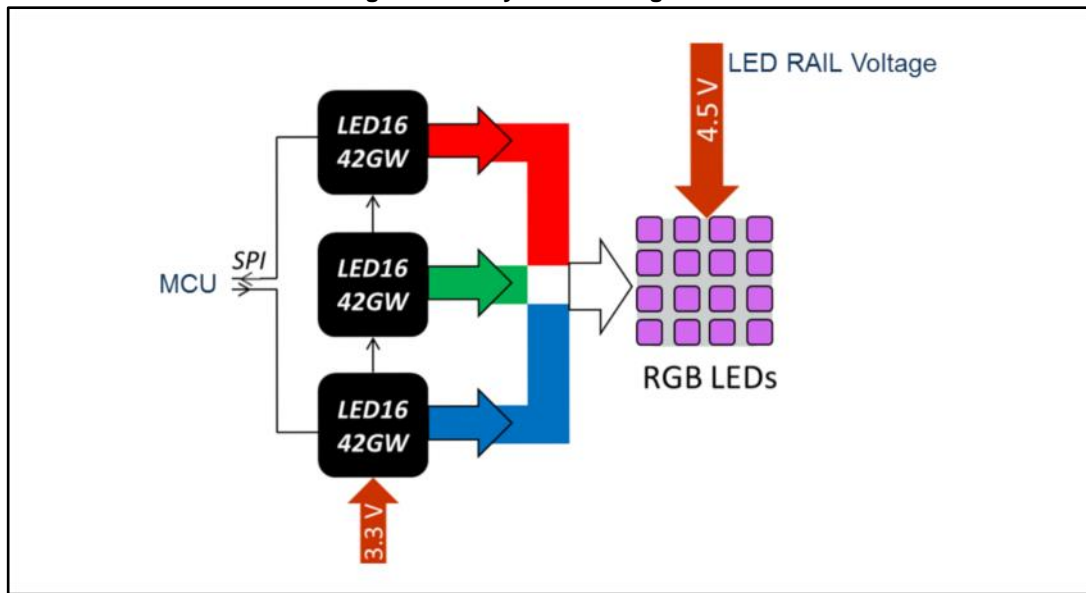 LED RAIL Voltage
4.5 V
LED16
42GW
SPI
MCU
LED16
42GW
RGB LEDs
LED16
42GW
3.3 V